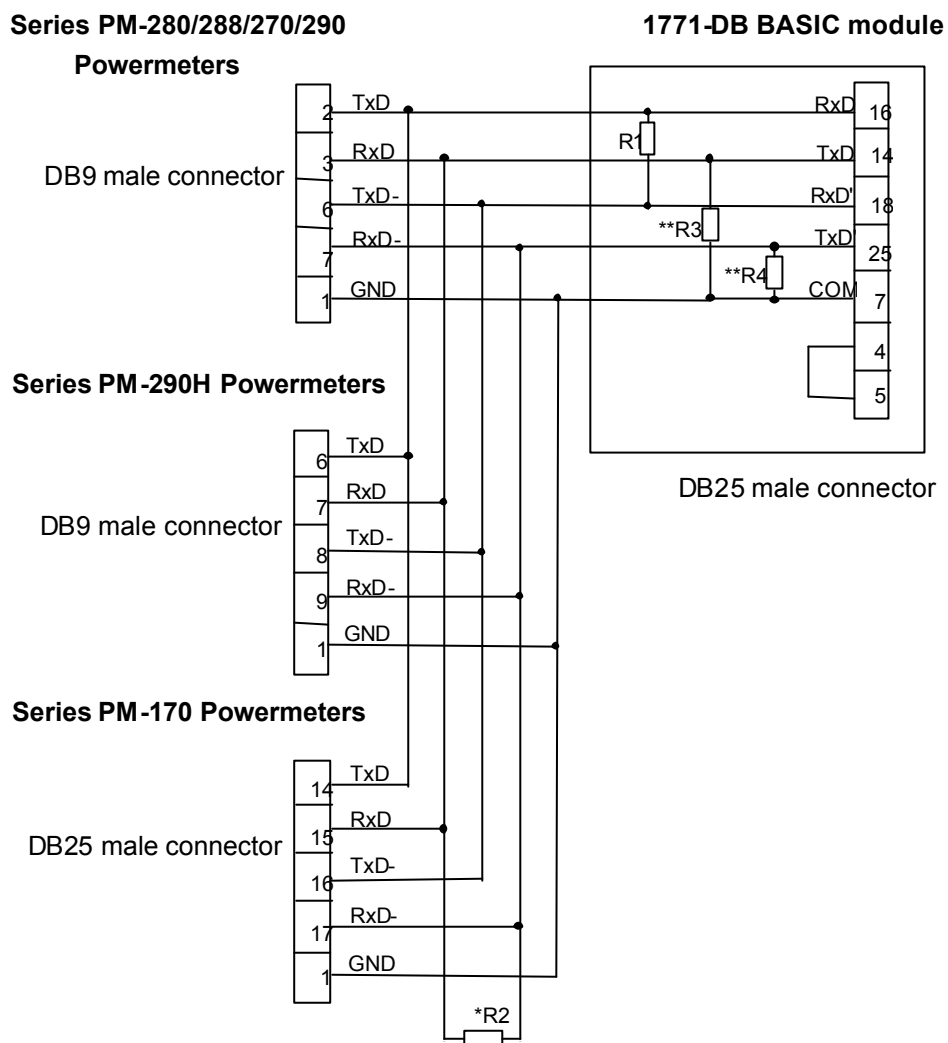 Series PM-280/288/270/290
Powermeters
1771-DB BASIC module
DB9 male connector
2 TxD
3 RxD
6 TxD-
7 RxD-
1 GND
R1
**R3
**R4
RxD 16
TxD 14
RxD' 18
TxD' 25
COM 7
4
5
DB25 male connector
Series PM-290H Powermeters
DB9 male connector
6 TxD
7 RxD
8 TxD-
9 RxD-
1 GND
Series PM-170 Powermeters
DB25 male connector
14 TxD
15 RxD
16 TxD-
17 RxD-
1 GND
*R2